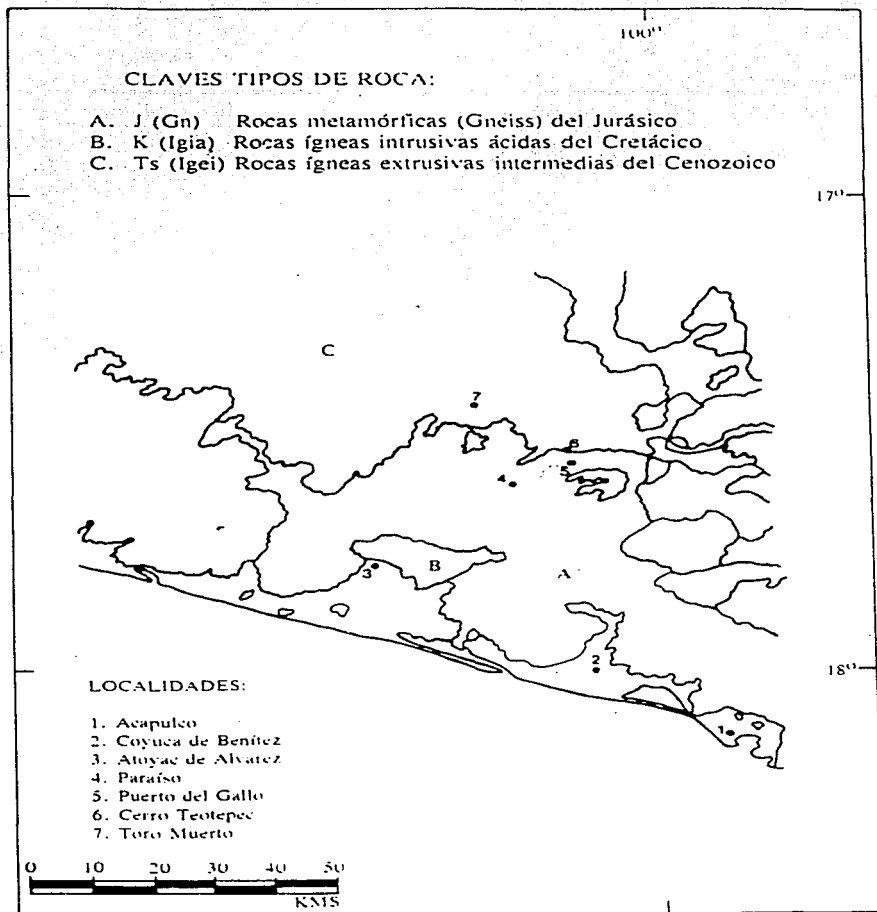 100º
CLAVES TIPOS DE ROCA:
A. J (Gn) Rocas metamórficas (Gneiss) del Jurásico
B. K (Igia) Rocas ígneas intrusivas ácidas del Cretácico
C. Ts (Igei) Rocas ígneas extrusivas intermedias del Cenozoico
17º
C
7
6
5
4
B
3
A
2
18º
1
LOCALIDADES:
1. Acapulco
2. Coyuca de Benítez
3. Atoyac de Alvarez
4. Paraíso
5. Puerto del Gallo
6. Cerro Teotepec
7. Toro Muerto
0 10 20 30 40 50
KMS